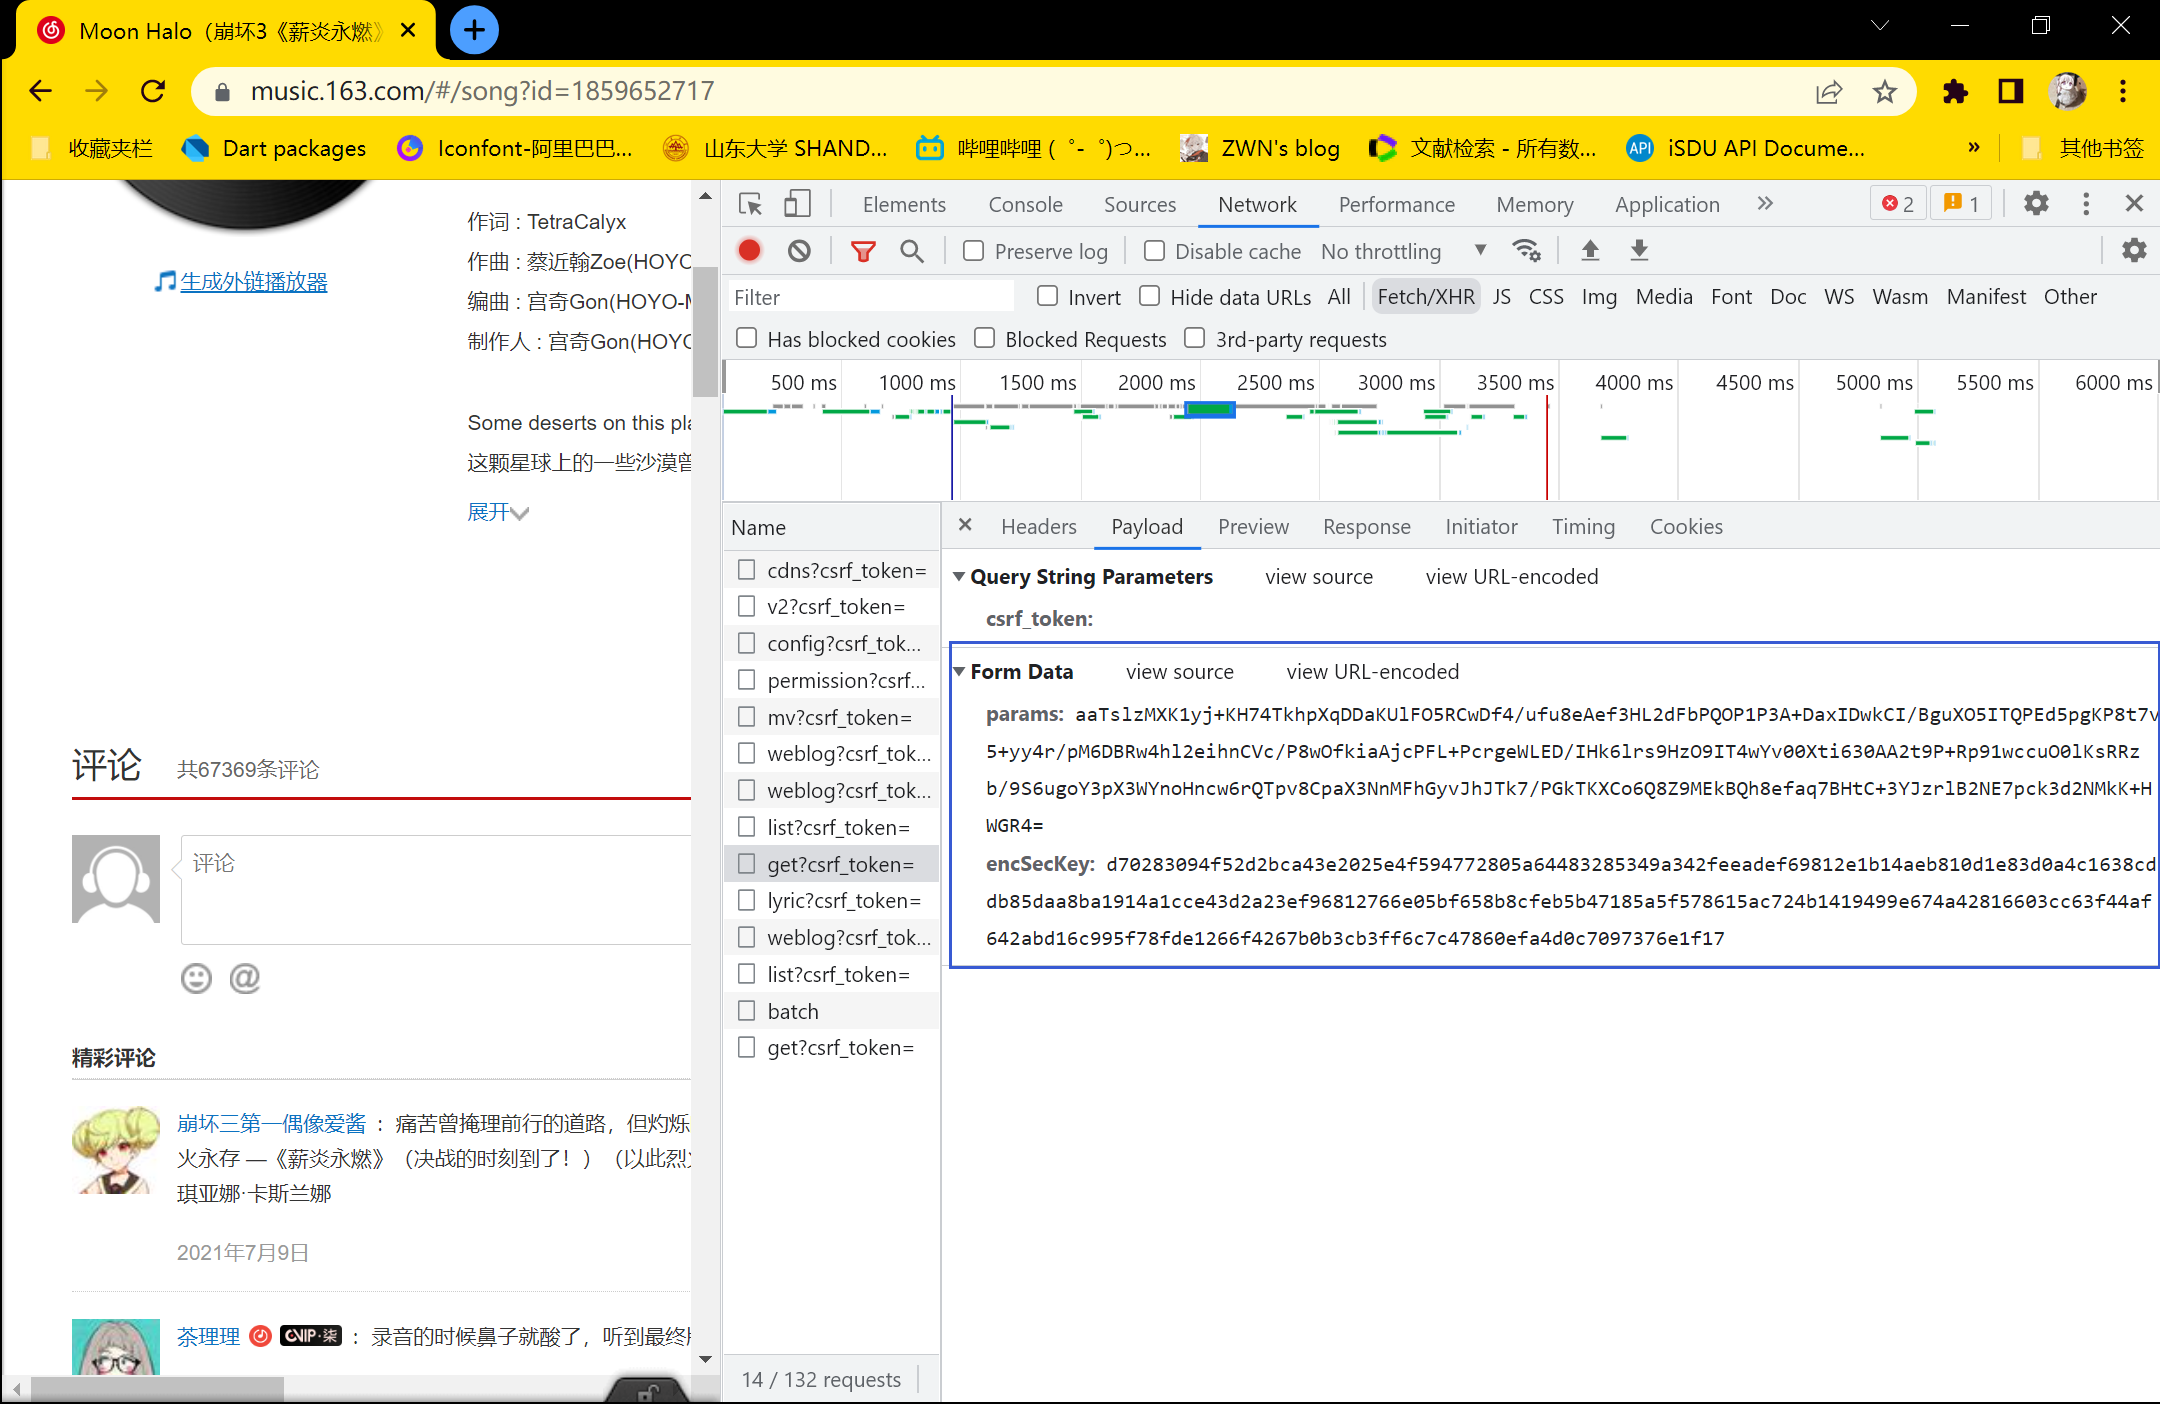 Moon Halo（崩坏3《薪炎永燃》
music.163.com/#/song?id=1859652717
收藏夹栏
Dart packages
Iconfont-阿里巴巴...
山东大学 SHAND...
哔哩哔哩 (゜-゜)つ...
ZWN's blog
文献检索 - 所有数...
API
iSDU API Docume...
»
其他书签
作词 : TetraCalyx
作曲 : 蔡近翰Zoe(HOYO
编曲 : 宫奇Gon(HOYO-M
制作人 : 宫奇Gon(HOYO
生成外链播放器
Some deserts on this pla
这颗星球上的一些沙漠曾
展开
评论 共67369条评论
评论
精彩评论
崩坏三第一偶像爱酱 ： 痛苦曾掩埋前行的道路，但灼烁
火永存 —《薪炎永燃》（决战的时刻到了！）（以此烈火
琪亚娜·卡斯兰娜
2021年7月9日
茶理理 VIP·柒 ： 录音的时候鼻子就酸了，听到最终版
Elements Console Sources Network Performance Memory Application » 2 1
Preserve log Disable cache No throttling
Filter Invert Hide data URLs All Fetch/XHR JS CSS Img Media Font Doc WS Wasm Manifest Other
Has blocked cookies Blocked Requests 3rd-party requests
500 ms 1000 ms 1500 ms 2000 ms 2500 ms 3000 ms 3500 ms 4000 ms 4500 ms 5000 ms 5500 ms 6000 ms
Name
cdns?csrf_token=
v2?csrf_token=
config?csrf_tok...
permission?csrf...
mv?csrf_token=
weblog?csrf_tok...
weblog?csrf_tok...
list?csrf_token=
get?csrf_token=
lyric?csrf_token=
weblog?csrf_tok...
list?csrf_token=
batch
get?csrf_token=
14 / 132 requests
Headers Payload Preview Response Initiator Timing Cookies
Query String Parameters view source view URL-encoded
csrf_token:
Form Data view source view URL-encoded
params: aaTslzMXK1yj+KH74TkhpXqDDaKUlFO5RCwDf4/ufu8eAef3HL2dFbPQOP1P3A+DaxIDwkCI/BguXO5ITQPEd5pgKP8t7v
5+yy4r/pM6DBRw4hl2eihnCVc/P8wOfkiaAjcPFL+PcrgeWLED/IHk6lrs9HzO9IT4wYv00Xti630AA2t9P+Rp91wccuO0lKsRRz
b/9S6ugoY3pX3WYnoHncw6rQTpv8CpaX3NnMFhGyvJhJTk7/PGkTKXCo6Q8Z9MEkBQh8efaq7BHtC+3YJzrlB2NE7pck3d2NMkK+H
WGR4=
encSecKey: d70283094f52d2bca43e2025e4f594772805a64483285349a342feeadef69812e1b14aeb810d1e83d0a4c1638cd
db85daa8ba1914a1cce43d2a23ef96812766e05bf658b8cfeb5b47185a5f578615ac724b1419499e674a42816603cc63f44af
642abd16c995f78fde1266f4267b0b3cb3ff6c7c47860efa4d0c7097376e1f17